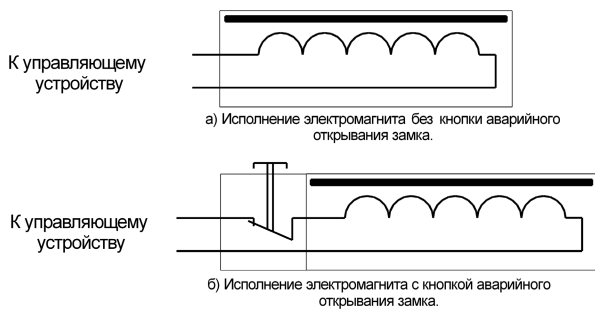 К управляющему
устройству
а) Исполнение электромагнита без кнопки аварийного
открывания замка.
К управляющему
устройству
б) Исполнение электромагнита с кнопкой аварийного
открывания замка.